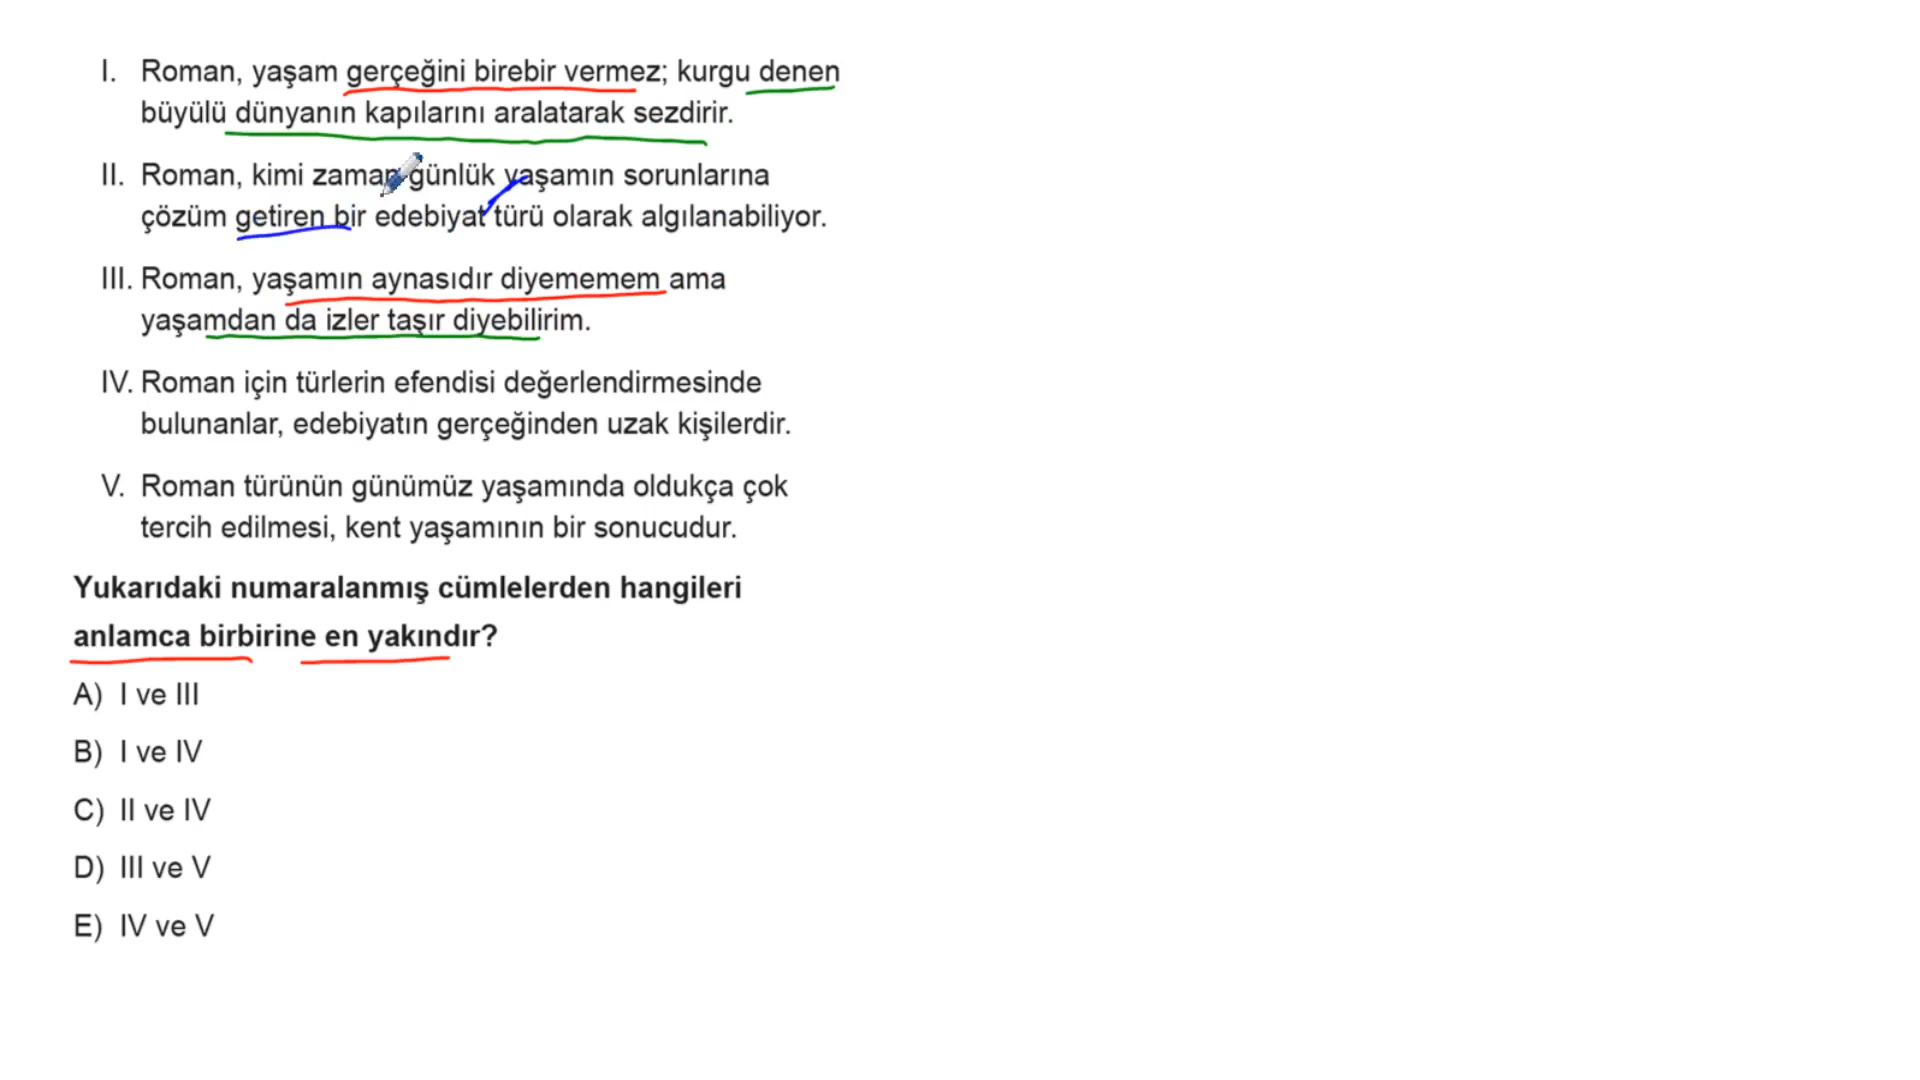 I. Roman, yaşam gerçeğini birebir vermez; kurgu denen
büyülü dünyanın kapılarını aralatarak sezdirir.
II. Roman, kimi zaman günlük yaşamın sorunlarına
çözüm getiren bir edebiyat türü olarak algılanabiliyor.
III. Roman, yaşamın aynasıdır diyememem ama
yaşamdan da izler taşır diyebilirim.
IV. Roman için türlerin efendisi değerlendirmesinde
bulunanlar, edebiyatın gerçeğinden uzak kişilerdir.
V. Roman türünün günümüz yaşamında oldukça çok
tercih edilmesi, kent yaşamının bir sonucudur.
Yukarıdaki numaralanmış cümlelerden hangileri
anlamca birbirine en yakındır?
A) I ve III
B) I ve IV
C) II ve IV
D) III ve V
E) IV ve V